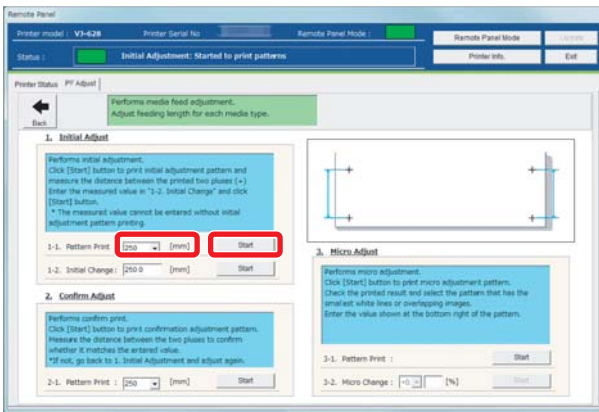 Remote Panel
Printer model : VJ-628 Printer Serial No Remote Panel Mode :
Remote Panel Mode
Status : Initial Adjustment: Started to print patterns
Printer Info. Exit
Printer Status PF Adjust
Back
Performs media feed adjustment.
Adjust feeding length for each media type.
1. Initial Adjust
Performs initial adjustment.
Click [Start] button to print initial adjustment pattern and
measure the distance between the printed two pluses (+)
Enter the measured value in "1-2. Initial Change" and click
[Start] button.
* The measured value cannot be entered without initial
adjustment pattern printing.
1-1. Pattern Print : 250 [mm] Start
1-2. Initial Change : 250.0 [mm] Start
2. Confirm Adjust
Performs confirm print.
Click [Start] button to print confirmation adjustment pattern.
Measure the distance between the two pluses to confirm
whether it matches the entered value.
*If not, go back to 1. Initial Adjustment and adjust again.
2-1. Pattern Print : 250 [mm] Start
3. Micro Adjust
Performs micro adjustment.
Click [Start] button to print micro adjustment pattern.
Check the printed result and select the pattern that has the
smallest white lines or overlapping images.
Enter the value shown at the bottom right of the pattern.
3-1. Pattern Print : Start
3-2. Micro Change : +0. [%] Start